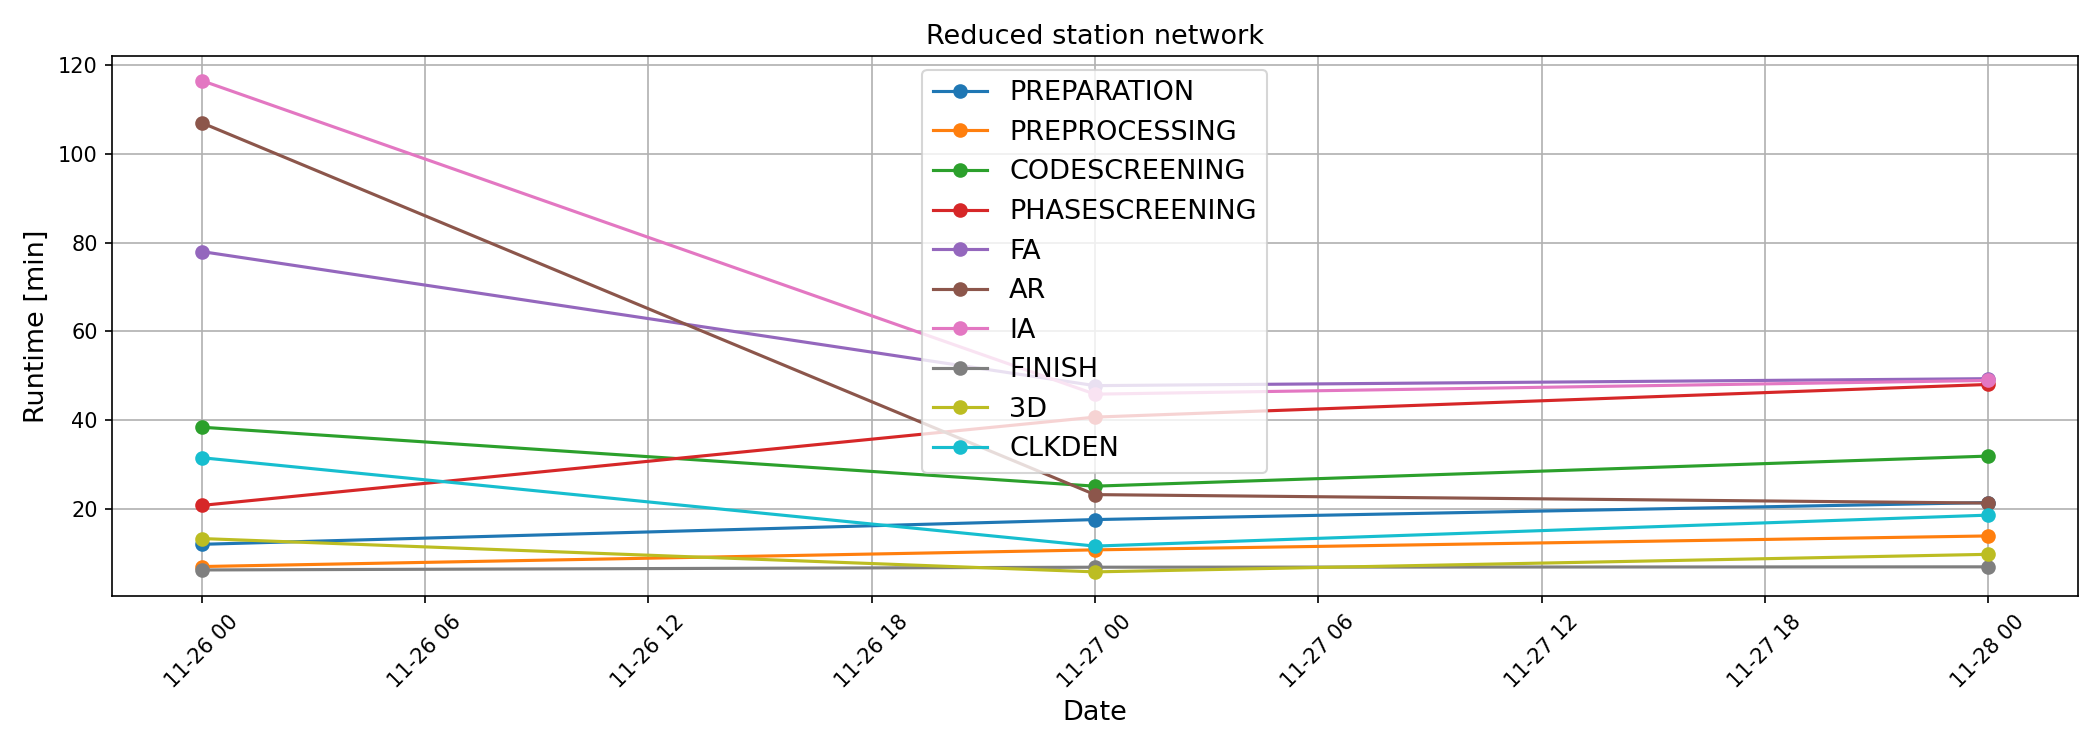 Reduced station network
120
100
80
60
40
20
Runtime [min]
PREPARATION
PREPROCESSING
CODESCREENING
PHASESCREENING
FA
AR
IA
FINISH
3D
CLKDEN
11-26 00
11-26 06
11-26 12
11-26 18
11-27 00
11-27 06
11-27 12
11-27 18
11-28 00
Date